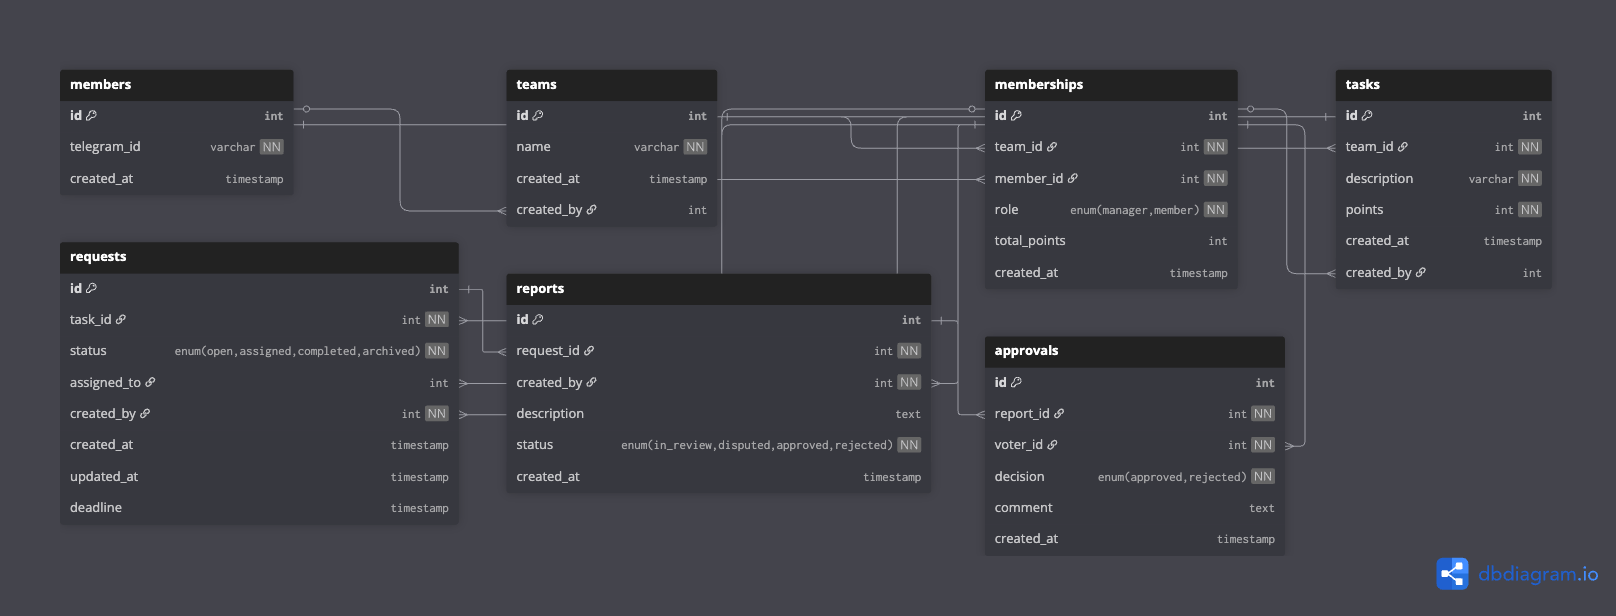 members
id int
telegram_id varchar NN
created_at timestamp
teams
id int
name varchar NN
created_at timestamp
created_by int
memberships
id int
team_id int NN
member_id int NN
role enum(manager,member) NN
total_points int
created_at timestamp
tasks
id int
team_id int NN
description varchar NN
points int NN
created_at timestamp
created_by int
requests
id int
task_id int NN
status enum(open,assigned,completed,archived) NN
assigned_to int
created_by int NN
created_at timestamp
updated_at timestamp
deadline timestamp
reports
id int
request_id int NN
created_by int NN
description text
status enum(in_review,disputed,approved,rejected) NN
created_at timestamp
approvals
id int
report_id int NN
voter_id int NN
decision enum(approved,rejected) NN
comment text
created_at timestamp
dbdiagram.io